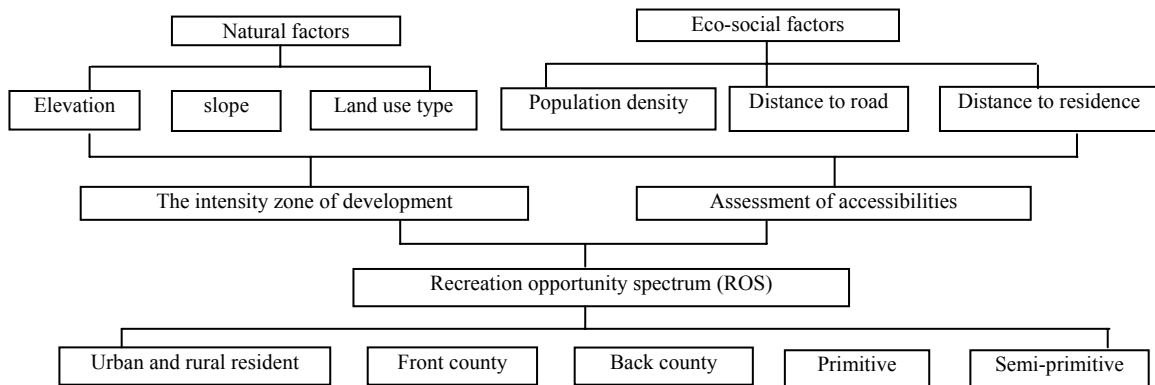 Natural factors
Eco-social factors
Elevation
slope
Land use type
Population density
Distance to road
Distance to residence
The intensity zone of development
Assessment of accessibilities
Recreation opportunity spectrum (ROS)
Urban and rural resident
Front county
Back county
Primitive
Semi-primitive